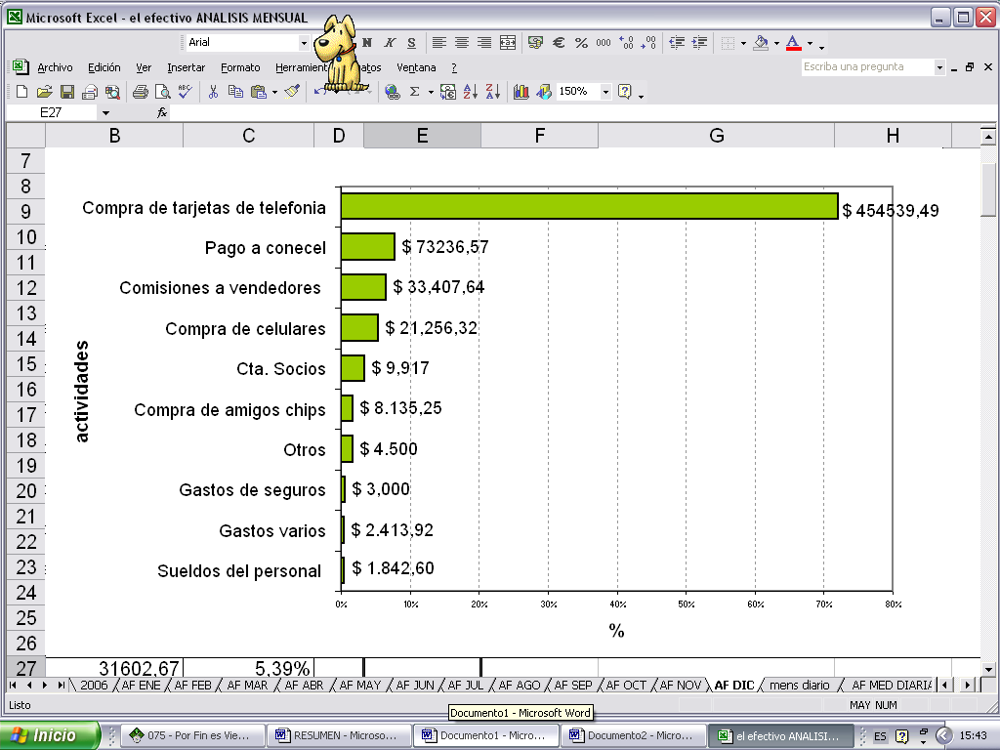 Microsoft Excel - el efectivo ANALISIS MENSUAL
Arial N K S € % 000
Archivo Edición Ver Insertar Formato Ventana ? Escriba una pregunta
150%
E27 fx
B C D E F G H
7
8
9 Compra de tarjetas de telefonia $ 454539,49
10 Pago a conecel $ 73236,57
11
12 Comisiones a vendedores $ 33,407,64
13
14 Compra de celulares $ 21,256,32
15 Cta. Socios $ 9,917
16
17 Compra de amigos chips $ 8.135,25
18 Otros $ 4.500
19
20 Gastos de seguros $ 3,000
21
22 Gastos varios $ 2.413,92
23 Sueldos del personal $ 1.842,60
24
25
26
actividades
0% 10% 20% 30% 40% 50% 60% 70% 80%
%
27 31602,67 5,39%
2006 AF ENE AF FEB AF MAR AF ABR AF MAY AF JUN AF JUL AF AGO AF SEP AF OCT AF NOV AF DIC mens diario AF MED DIARIA
Listo MAY NUM
Documento1 - Microsoft Word
Inicio 075 - Por Fin es Vie... RESUMEN - Microso... Documento1 - Micro... Documento2 - Micro... el efectivo ANALISI... ES 15:43